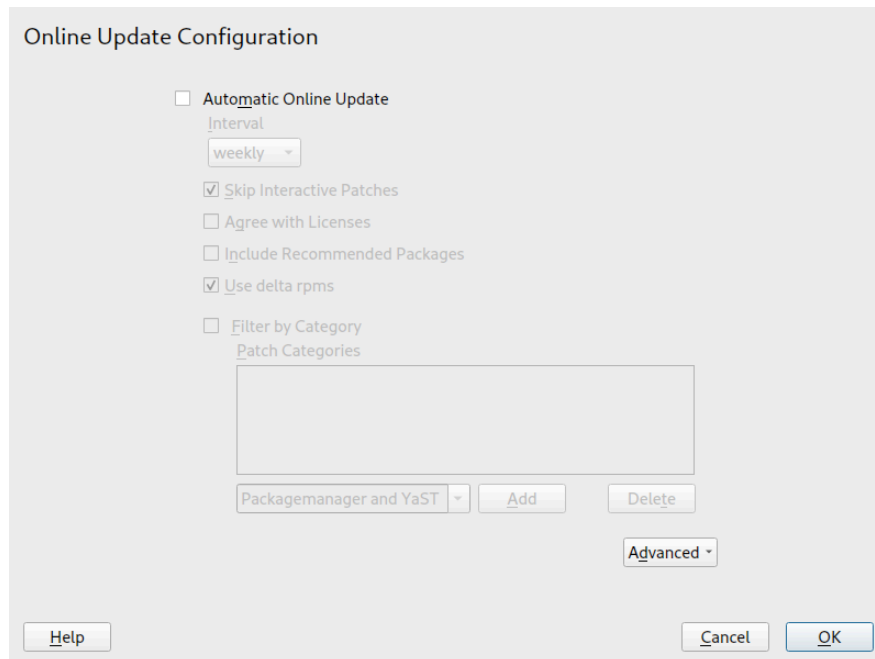 Online Update Configuration
Automatic Online Update
Interval
weekly
Skip Interactive Patches
Agree with Licenses
Include Recommended Packages
Use delta rpms
Filter by Category
Patch Categories
Packagemanager and YaST
Add
Delete
Advanced
Help
Cancel
OK